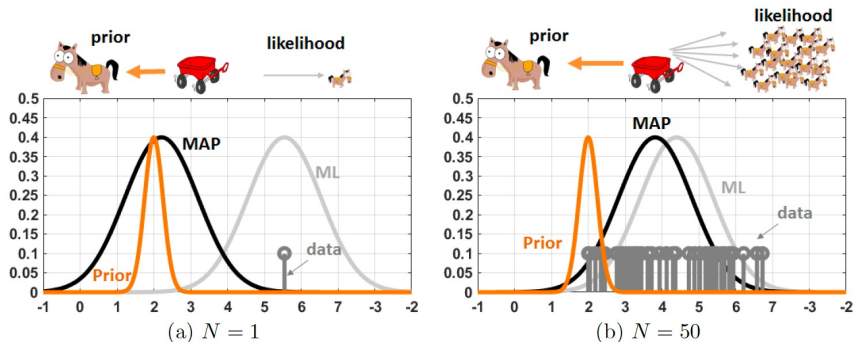 prior
likelihood
0.5
0.45
0.4
0.35
0.3
0.25
0.2
0.15
0.1
0.05
0
MAP
ML
Prior
data
-1 0 1 2 3 4 5 6 7 -3 -2
(a) N = 1
prior
likelihood
0.5
0.45
0.4
0.35
0.3
0.25
0.2
0.15
0.1
0.05
0
MAP
ML
Prior
data
-1 0 1 2 3 4 5 6 -7 -3 -2
(b) N = 50